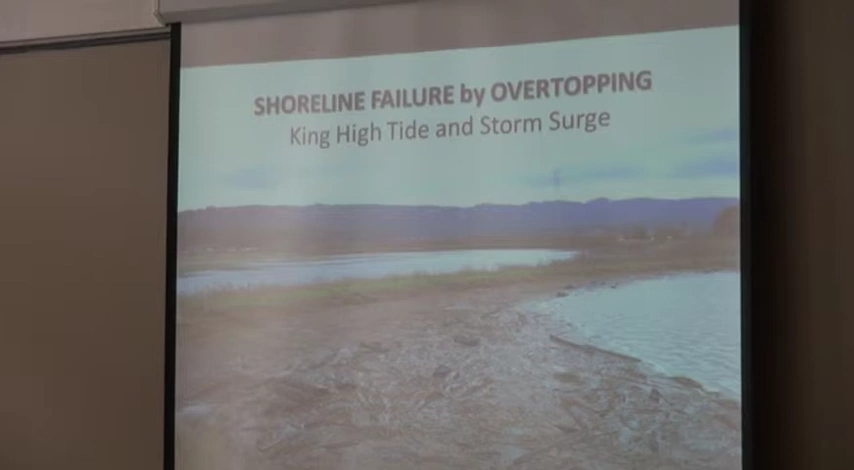 SHORELINE FAILURE by OVERTOPPING
King High Tide and Storm Surge